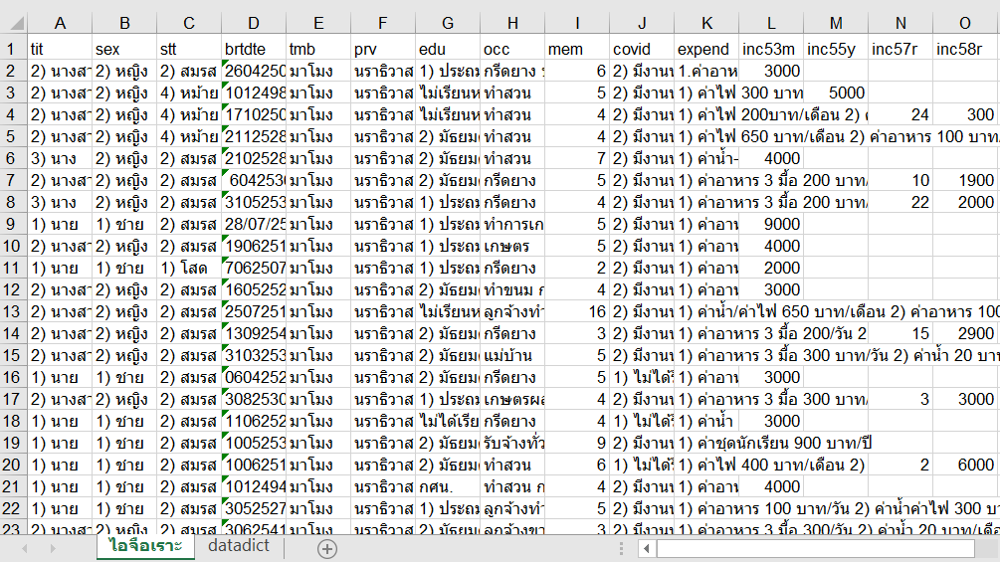 A B C D E F G H I J K L M N O
1 tit sex stt brtdte tmb prv edu occ mem covid expend inc53m inc55y inc57r inc58r
2 2) นางสา 2) หญิง 2) สมรส 2604250 มาโมง นราธิวาส 1) ประถม กรีดยาง 6 2) มีงาน 1.ค่าอาห 3000
3 2) นางสา 2) หญิง 4) หม้าย 1012498 มาโมง นราธิวาส ไม่เรียนห ทำสวน 5 2) มีงาน 1) ค่าไฟ 300 บาท 5000
4 2) นางสา 2) หญิง 4) หม้าย 1710250 มาโมง นราธิวาส ไม่เรียนห ทำสวน 4 2) มีงาน 1) ค่าไฟ 200บาท/เดือน 2) 24 300
5 2) นางสา 2) หญิง 4) หม้าย 2112528 มาโมง นราธิวาส 2) มัธยม ทำสวน 4 2) มีงาน 1) ค่าไฟ 650 บาท/เดือน 2) ค่าอาหาร 100 บาท/
6 3) นาง 2) หญิง 2) สมรส 2102528 มาโมง นราธิวาส 2) มัธยม ทำสวน 7 2) มีงาน 1) ค่าน้ำ- 4000
7 2) นางสา 2) หญิง 2) สมรส 6042530 มาโมง นราธิวาส 2) มัธยม กรีดยาง 5 2) มีงาน 1) ค่าอาหาร 3 มื้อ 200 บาท/ 10 1900
8 3) นาง 2) หญิง 2) สมรส 3105253 มาโมง นราธิวาส 1) ประถม กรีดยาง 4 2) มีงาน 1) ค่าอาหาร 3 มื้อ 200 บาท/ 22 2000
9 1) นาย 1) ชาย 2) สมรส 28/07/25 มาโมง นราธิวาส 1) ประถม ทำการเก 5 2) มีงาน 1) ค่าอา 9000
10 2) นางสา 2) หญิง 2) สมรส 1906251 มาโมง นราธิวาส 1) ประถม เกษตร 5 2) มีงาน 1) ค่าอา 4000
11 1) นาย 1) ชาย 1) โสด 7062507 มาโมง นราธิวาส 1) ประถม กรีดยาง 2 2) มีงาน 1) ค่าอา 2000
12 2) นางสา 2) หญิง 2) สมรส 1605252 มาโมง นราธิวาส 2) มัธยม ทำขนม ก 4 2) มีงาน 1) ค่าอา 3000
13 2) นางสา 2) หญิง 2) สมรส 2507251 มาโมง นราธิวาส ไม่เรียนห ลูกจ้างทำ 16 2) มีงาน 1) ค่าน้ำ/ค่าไฟ 650 บาท/เดือน 2) ค่าอาหาร 100
14 2) นางสา 2) หญิง 2) สมรส 1309254 มาโมง นราธิวาส 2) มัธยม กรีดยาง 3 2) มีงาน 1) ค่าอาหาร 3 มื้อ 200/วัน 2 15 2900
15 2) นางสา 2) หญิง 2) สมรส 3103253 มาโมง นราธิวาส 2) มัธยม แม่บ้าน 5 2) มีงาน 1) ค่าอาหาร 3 มื้อ 300 บาท/วัน 2) ค่าน้ำ 20 บาท
16 1) นาย 1) ชาย 2) สมรส 0604252 มาโมง นราธิวาส 2) มัธยม กรีดยาง 5 1) ไม่ได้ 1) ค่าอา 3000
17 2) นางสา 2) หญิง 2) สมรส 3082530 มาโมง นราธิวาส 1) ประถม เกษตรผล 4 2) มีงาน 1) ค่าอาหาร 3 มื้อ 300 บาท/ 3 3000
18 1) นาย 1) ชาย 2) สมรส 1106252 มาโมง นราธิวาส ไม่ได้เรีย กรีดยาง 4 1) ไม่ได้ 1) ค่าน้ำ 3000
19 1) นาย 1) ชาย 2) สมรส 1005253 มาโมง นราธิวาส 2) มัธยม รับจ้างทั่ว 9 2) มีงาน 1) ค่าชุดนักเรียน 900 บาท/ปี
20 1) นาย 1) ชาย 2) สมรส 1006251 มาโมง นราธิวาส 2) มัธยม ทำสวน 6 1) ไม่ได้ 1) ค่าไฟ 400 บาท/เดือน 2) 2 6000
21 1) นาย 1) ชาย 2) สมรส 1012494 มาโมง นราธิวาส กศน. ทำสวน ก 4 2) มีงาน 1) ค่าอา 4000
22 1) นาย 1) ชาย 2) สมรส 3052527 มาโมง นราธิวาส 1) ประถม ลูกจ้างทำ 5 2) มีงาน 1) ค่าอาหาร 100 บาท/วัน 2) ค่าน้ำค่าไฟ 300 บา
23 2) นางสา 2) หญิง 2) สมรส 3062541 มาโมง นราธิวาส 2) มัธยม ลูกจ้างขา 3 2) มีงาน 1) ค่าอาหาร 3 มื้อ 300/วัน 2) ค่าน้ำ 20 บาท/เดือ
ไอจือเราะ datadict